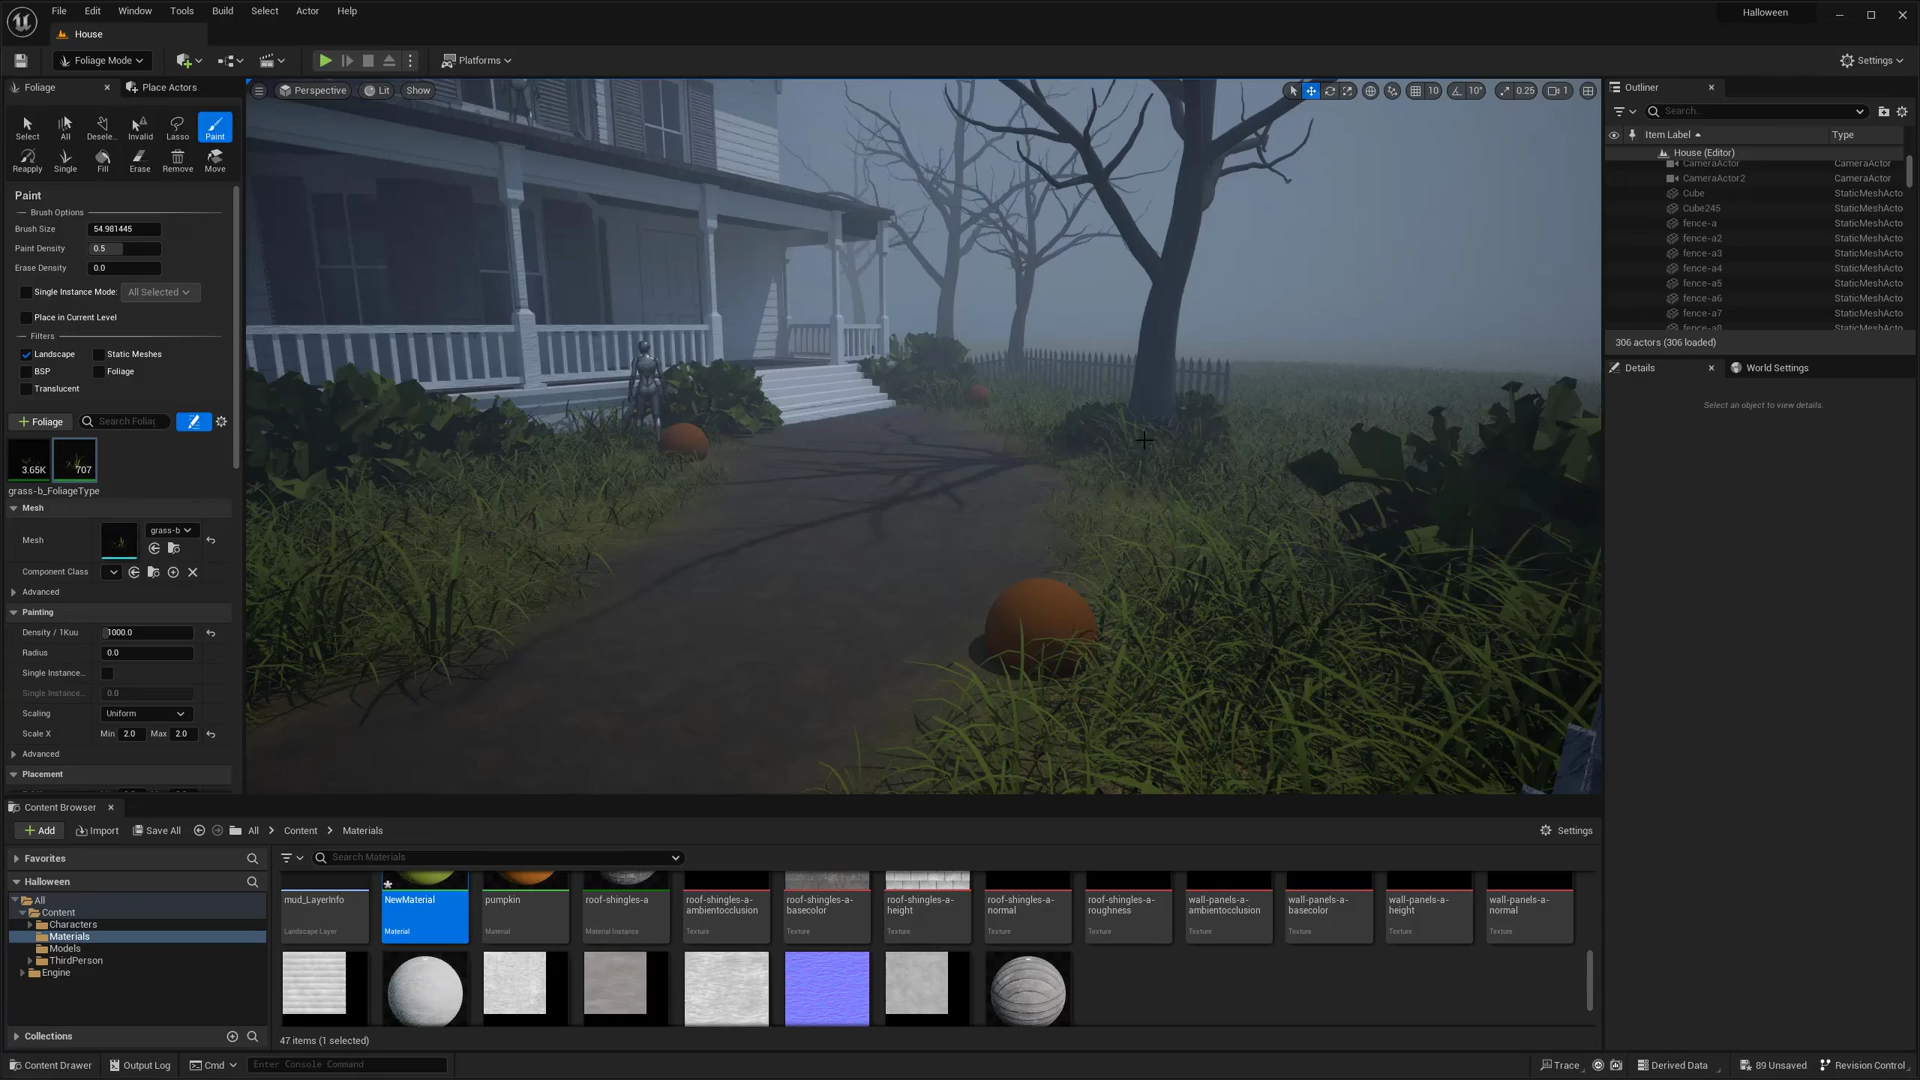 File Edit Window Tools Build Select Actor Help
Halloween
House
Foliage Mode
Platforms
Settings
Foliage
Place Actors
Perspective
Lit
Show
10
10°
0.25
1
Select All Desele... Invalid Lasso Paint
Reapply Single Fill Erase Remove Move
Paint
Brush Options
Brush Size 54.981445
Paint Density 0.5
Erase Density 0.0
Single Instance Mode: All Selected
Place in Current Level
Filters
Landscape Static Meshes
BSP Foliage
Translucent
+ Foliage
Search Foliag
3.65K 707
grass-b_FoliageType
Mesh
Mesh grass-b
Component Class
Advanced
Painting
Density / 1Kuu 1000.0
Radius 0.0
Single Instance...
Single Instance... 0.0
Scaling Uniform
Scale X Min 2.0 Max 2.0
Advanced
Placement
Outliner
Search...
Item Label Type
House (Editor)
CameraActor CameraActor
CameraActor2 CameraActor
Cube StaticMeshActo
Cube245 StaticMeshActo
fence-a StaticMeshActo
fence-a2 StaticMeshActo
fence-a3 StaticMeshActo
fence-a4 StaticMeshActo
fence-a5 StaticMeshActo
fence-a6 StaticMeshActo
fence-a7 StaticMeshActo
fence-a8 StaticMeshActo
306 actors (306 loaded)
Details
World Settings
Select an object to view details.
Content Browser
+ Add
Import
Save All
All > Content > Materials
Settings
Favorites
Halloween
All
Content
Characters
Materials
Models
ThirdPerson
Engine
Collections
Search Materials
mud_LayerInfo
Landscape Layer
NewMaterial
Material
pumpkin
Material
roof-shingles-a
Material Instance
roof-shingles-a-
ambientocclusion
Texture
roof-shingles-a-
basecolor
Texture
roof-shingles-a-
height
Texture
roof-shingles-a-
normal
Texture
roof-shingles-a-
roughness
Texture
wall-panels-a-
ambientocclusion
Texture
wall-panels-a-
basecolor
Texture
wall-panels-a-
height
Texture
wall-panels-a-
normal
Texture
47 items (1 selected)
Content Drawer
Output Log
Cmd
Enter Console Command
Trace
Derived Data
89 Unsaved
Revision Control